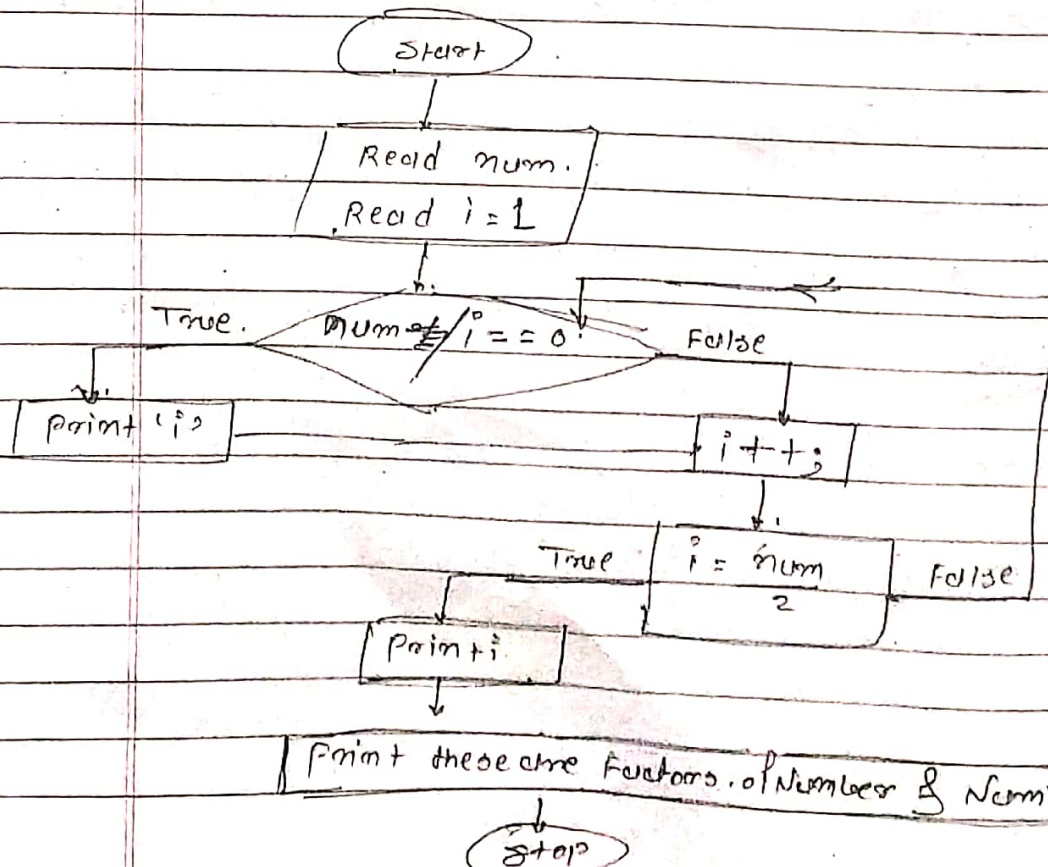 Start
Read num.
Read i = 1
True.
num / i = = 0
False
Print 'i'
i + + ;
True
i = num
2
False
Print i
Print these are Factors. of Number & Num
Stop